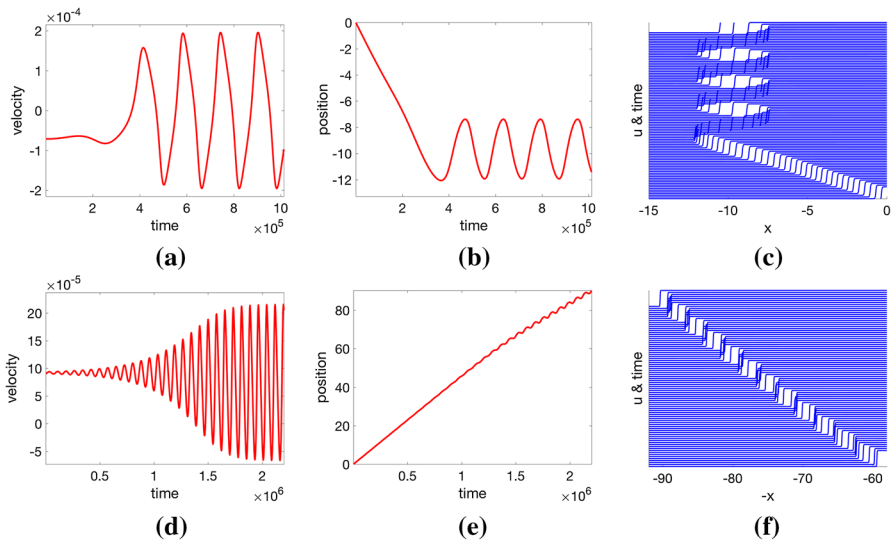 ×10⁻⁴
2
1
0
-1
-2
velocity
2 4 6 8 10
time ×10⁵
(a)
0
-2
-4
-6
-8
-10
-12
position
2 4 6 8 10
time ×10⁵
(b)
u & time
-15 -10 -5 0
x
(c)
×10⁻⁵
20
15
10
5
0
-5
velocity
0.5 1 1.5 2
time ×10⁶
(d)
80
60
40
20
0
position
0.5 1 1.5 2
time ×10⁶
(e)
u & time
-90 -80 -70 -60
-x
(f)